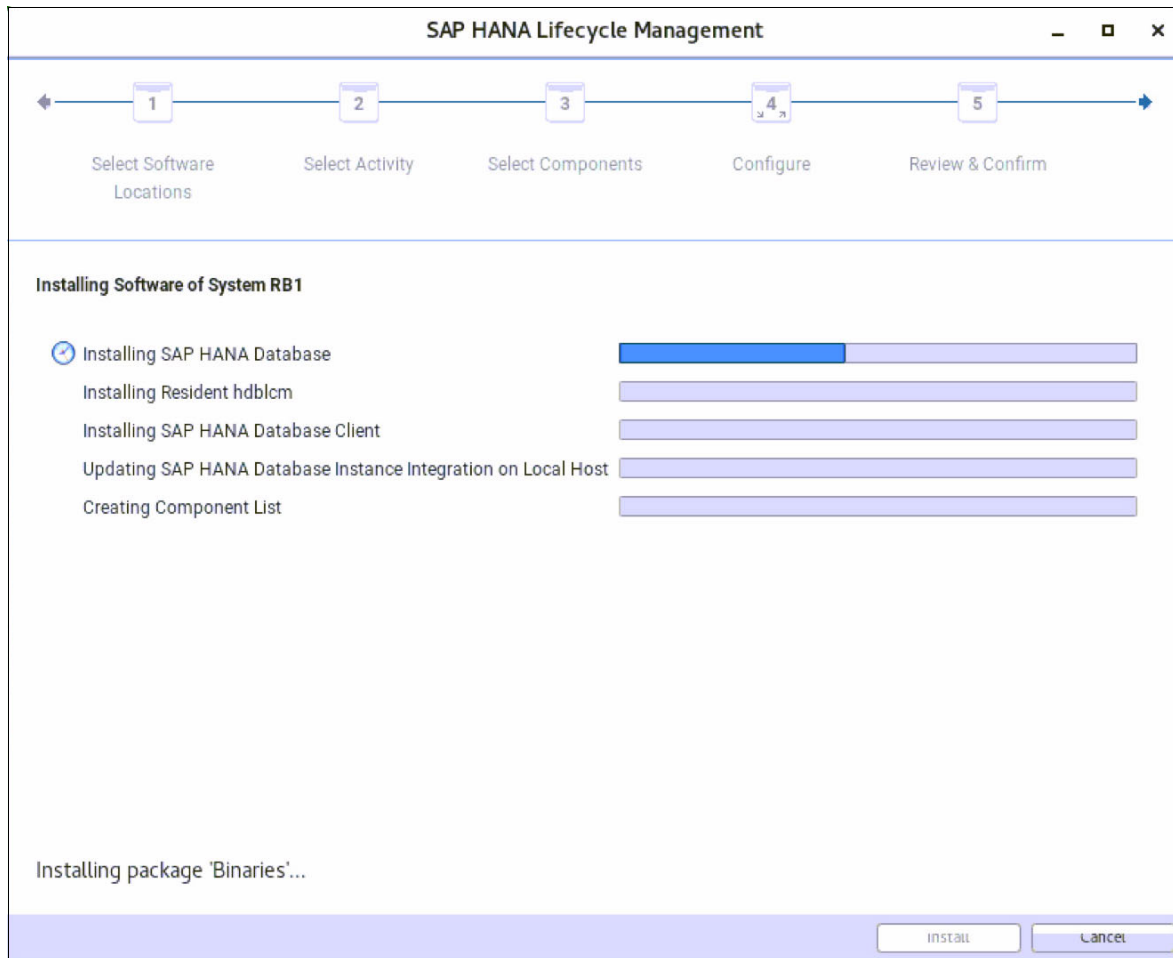 SAP HANA Lifecycle Management
1
2
3
4
5
Select Software
Locations
Select Activity
Select Components
Configure
Review & Confirm
Installing Software of System RB1
Installing SAP HANA Database
Installing Resident hdblcm
Installing SAP HANA Database Client
Updating SAP HANA Database Instance Integration on Local Host
Creating Component List
Installing package 'Binaries'...
Install
Cancel